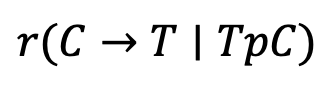 r(C → T | TpC)